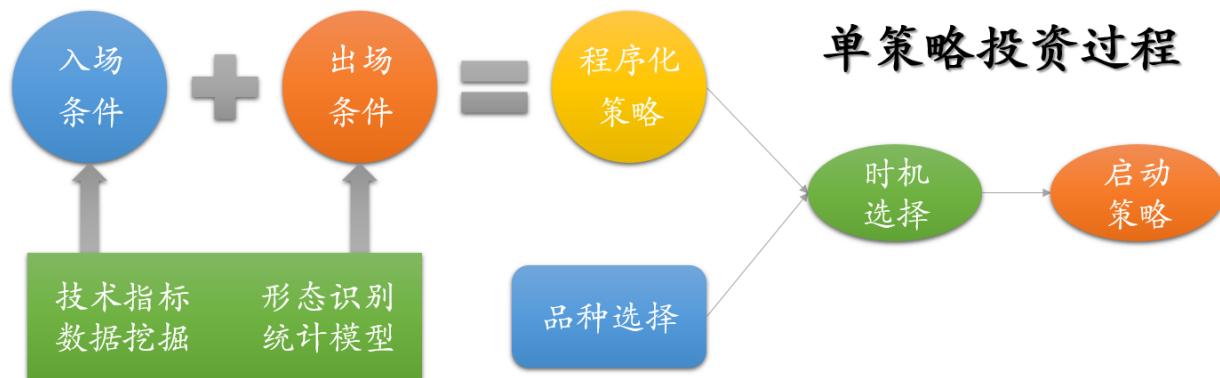 单策略投资过程
入场
条件
出场
条件
程序化
策略
时机
选择
启动
策略
技术指标 形态识别
数据挖掘 统计模型
品种选择